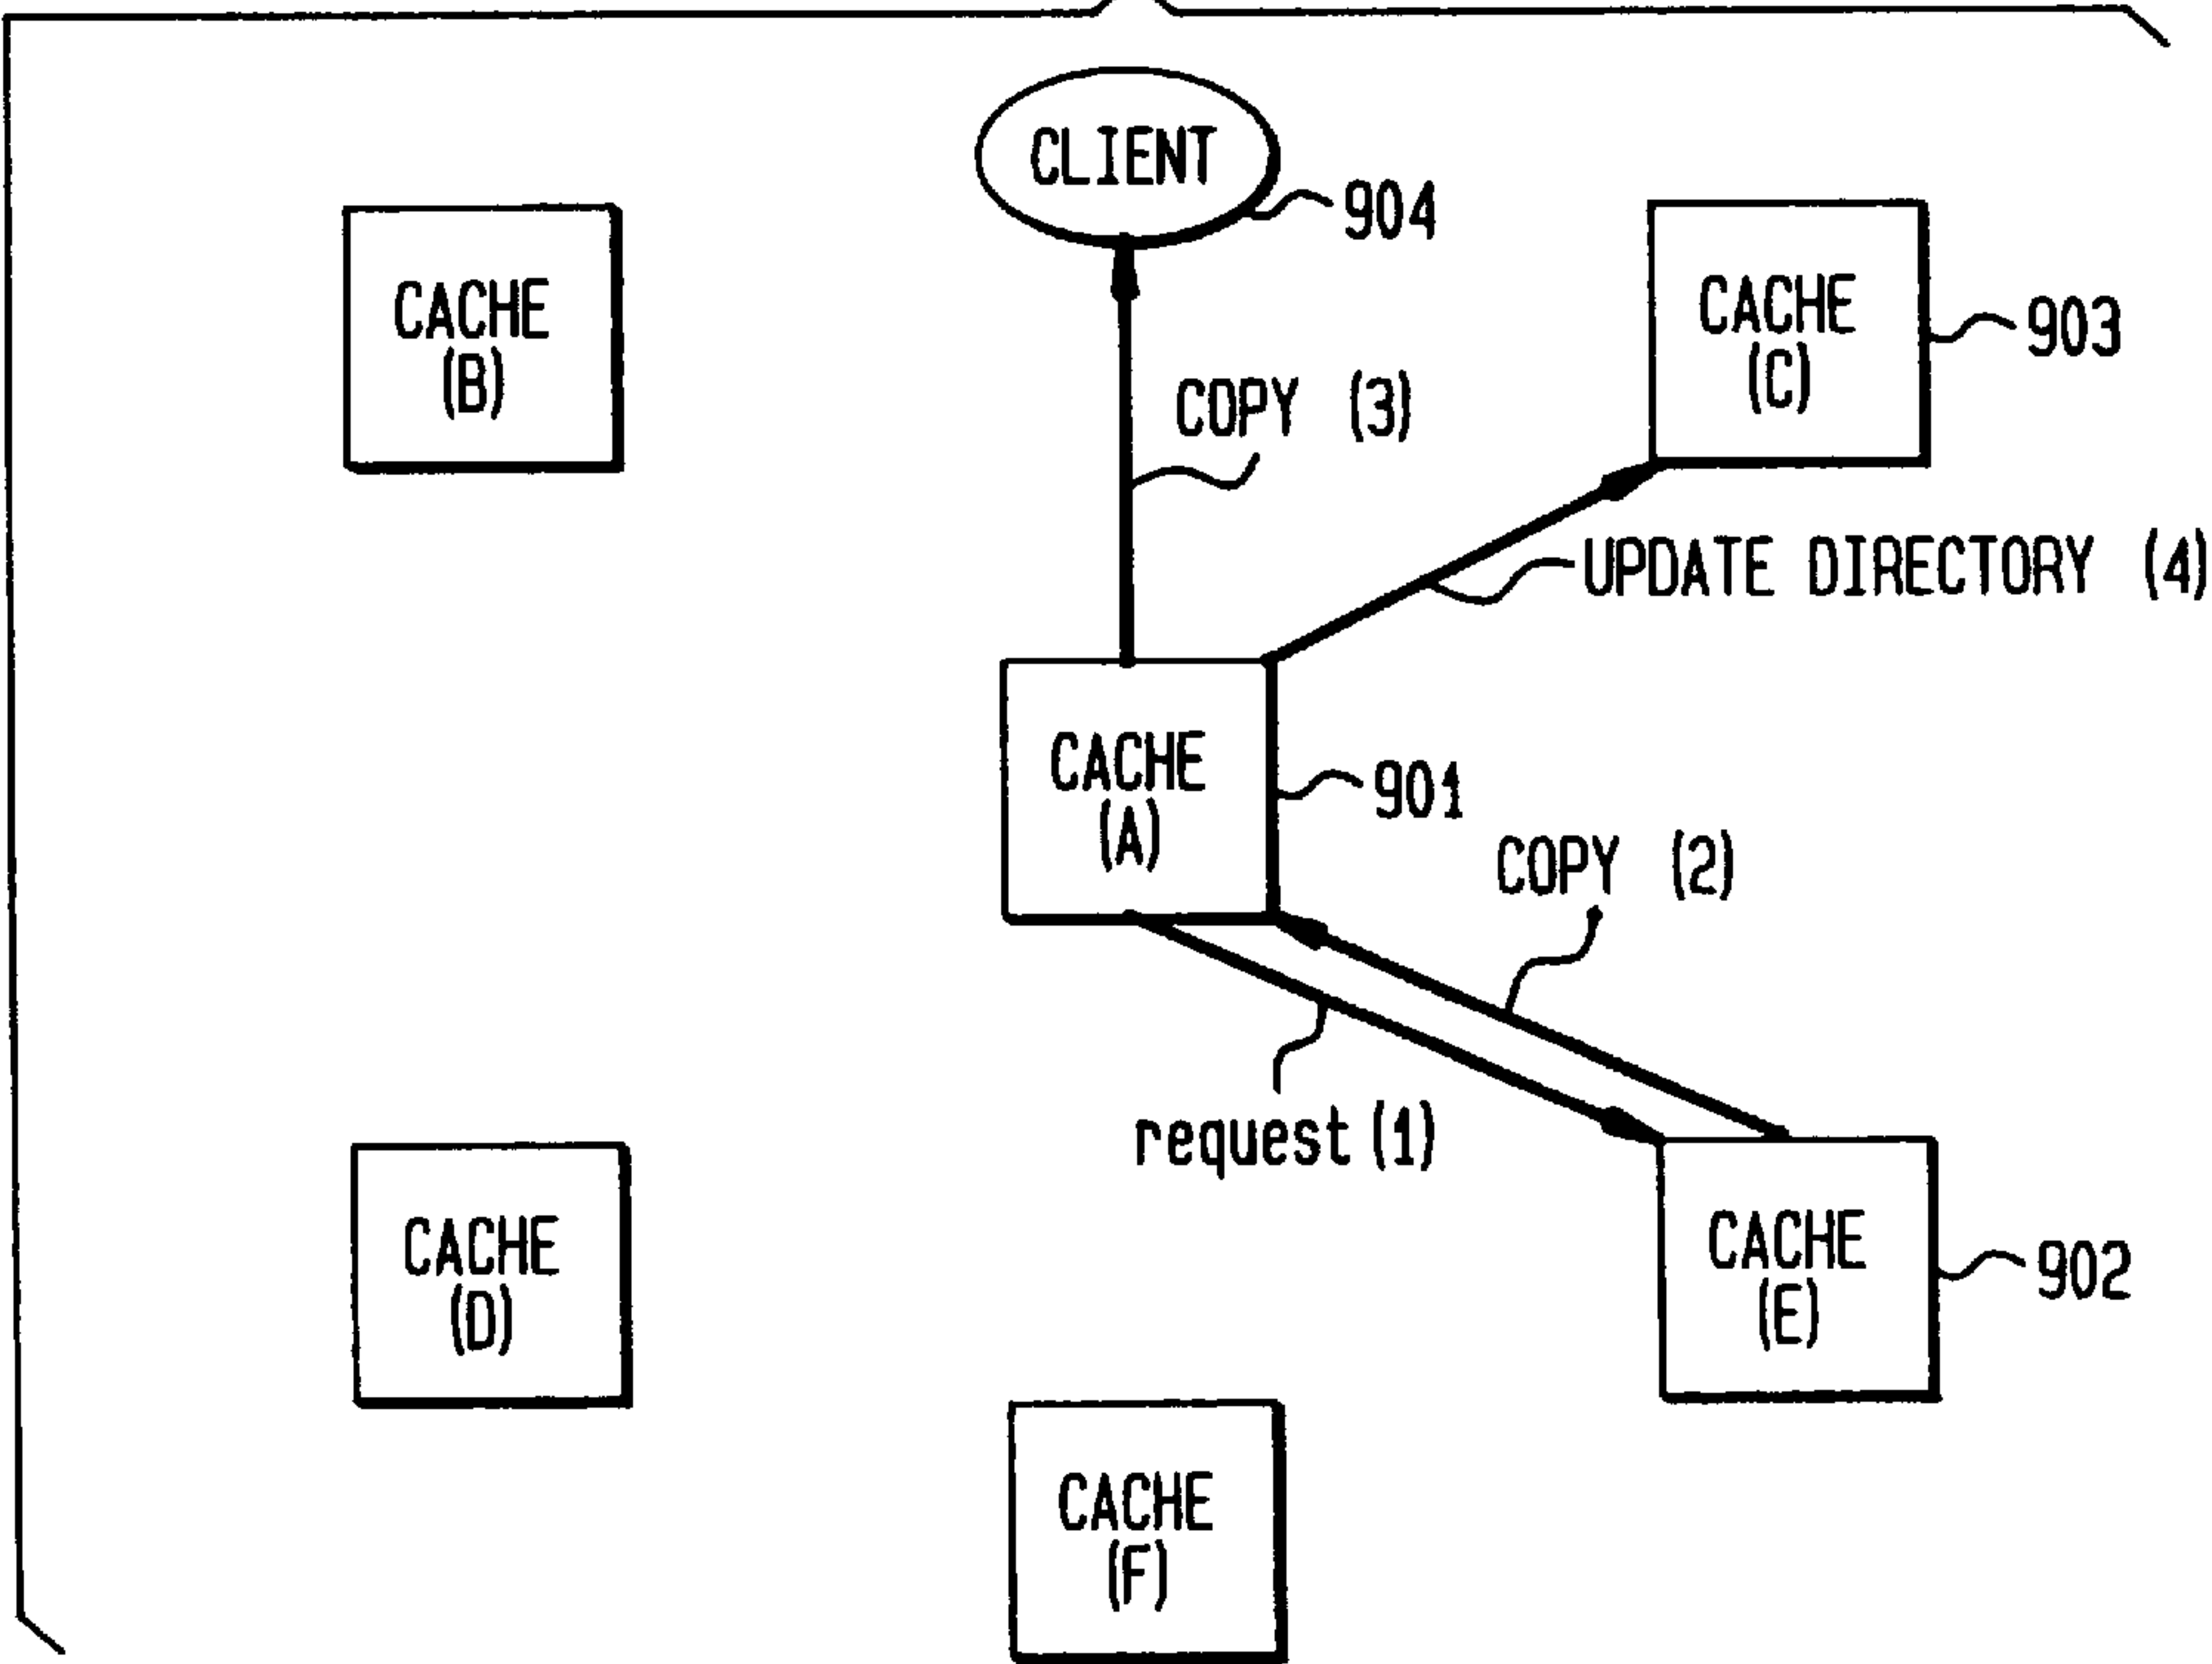 CLIENT
904
CACHE
(B)
CACHE
(C)
903
COPY (3)
UPDATE DIRECTORY (4)
CACHE
(A)
901
COPY (2)
request (1)
CACHE
(D)
CACHE
(E)
902
CACHE
(F)